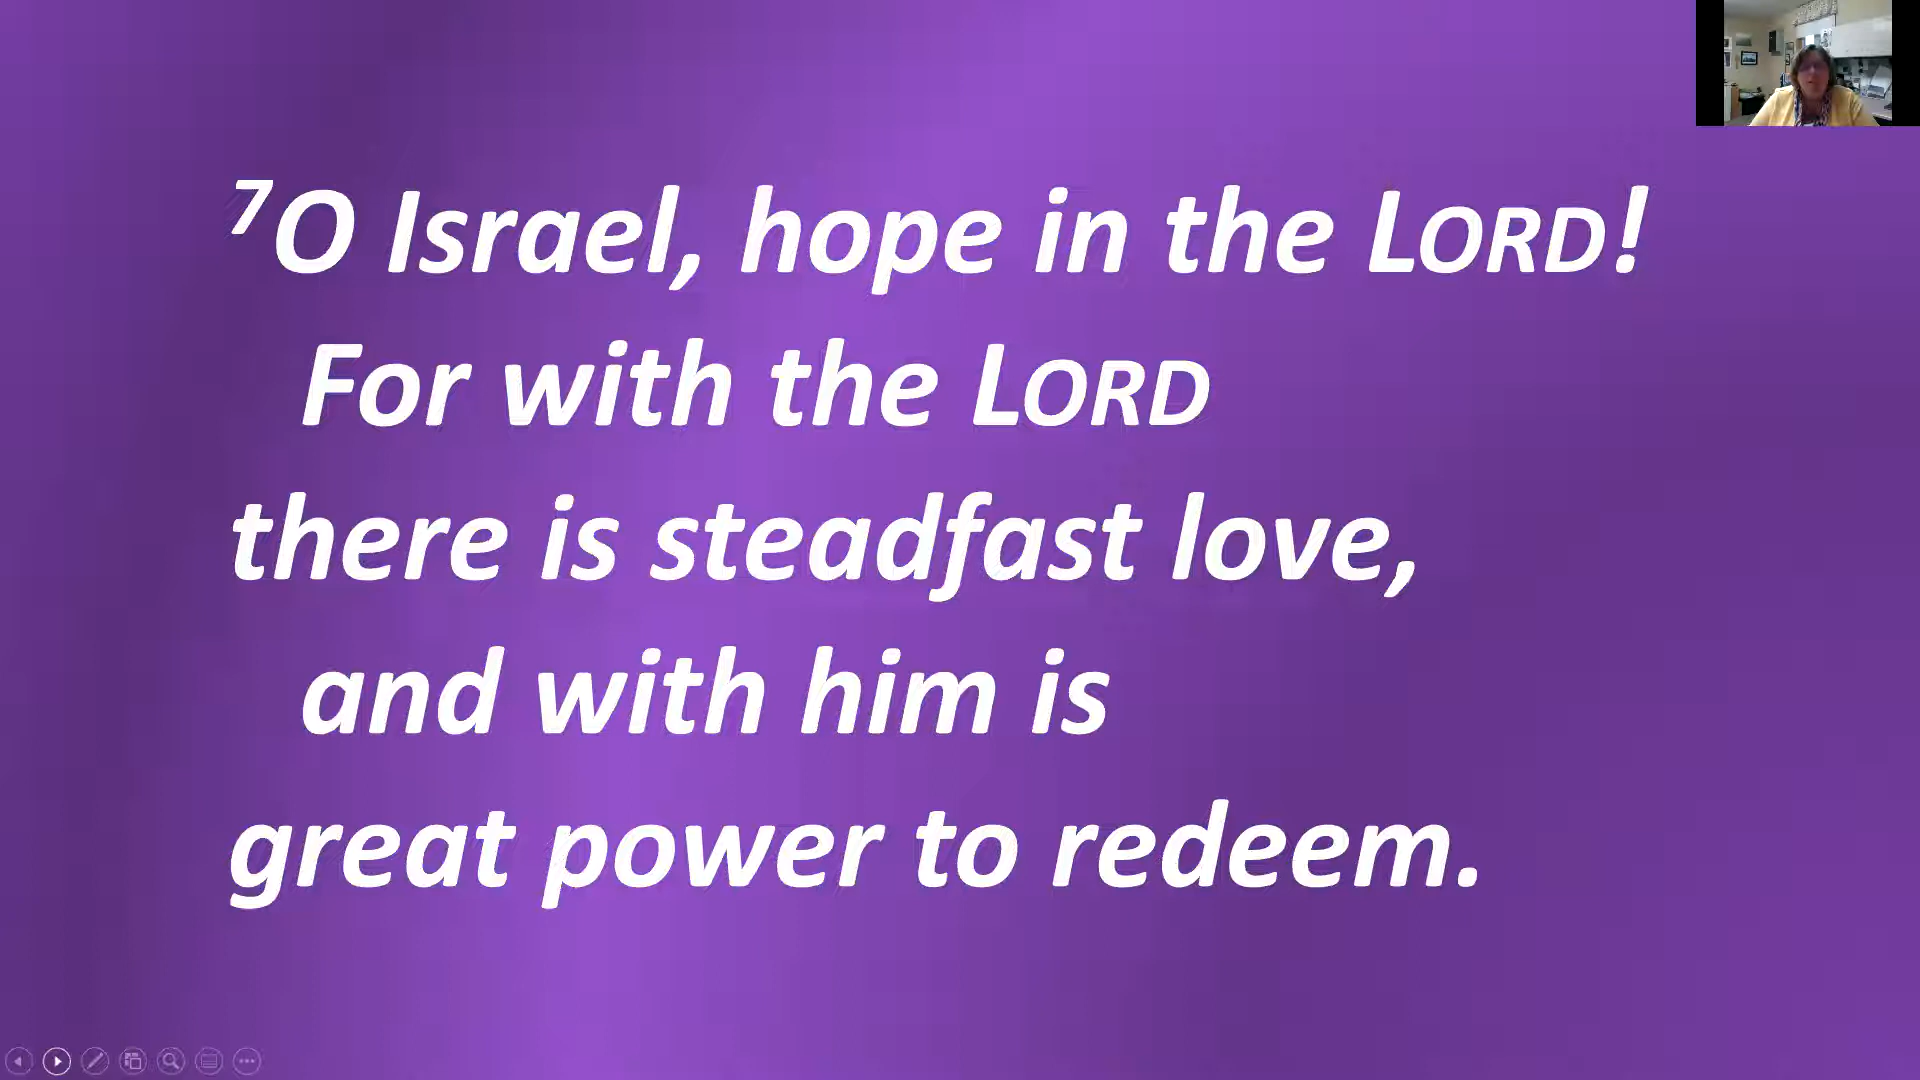 ⁷O Israel, hope in the LORD!
For with the LORD
there is steadfast love,
and with him is
great power to redeem.